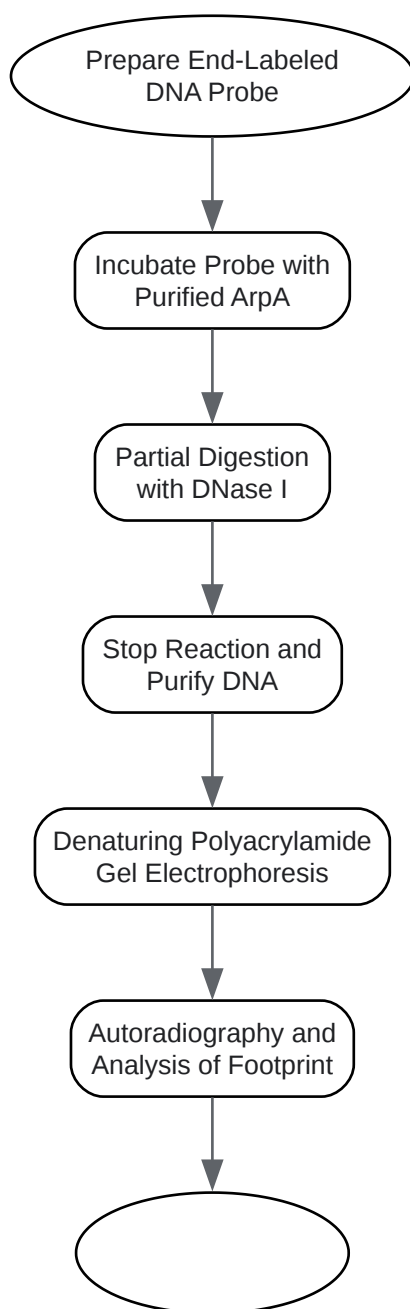 Prepare End-Labeled
DNA Probe
Incubate Probe with
Purified ArpA
Partial Digestion
with DNase I
Stop Reaction and
Purify DNA
Denaturing Polyacrylamide
Gel Electrophoresis
Autoradiography and
Analysis of Footprint